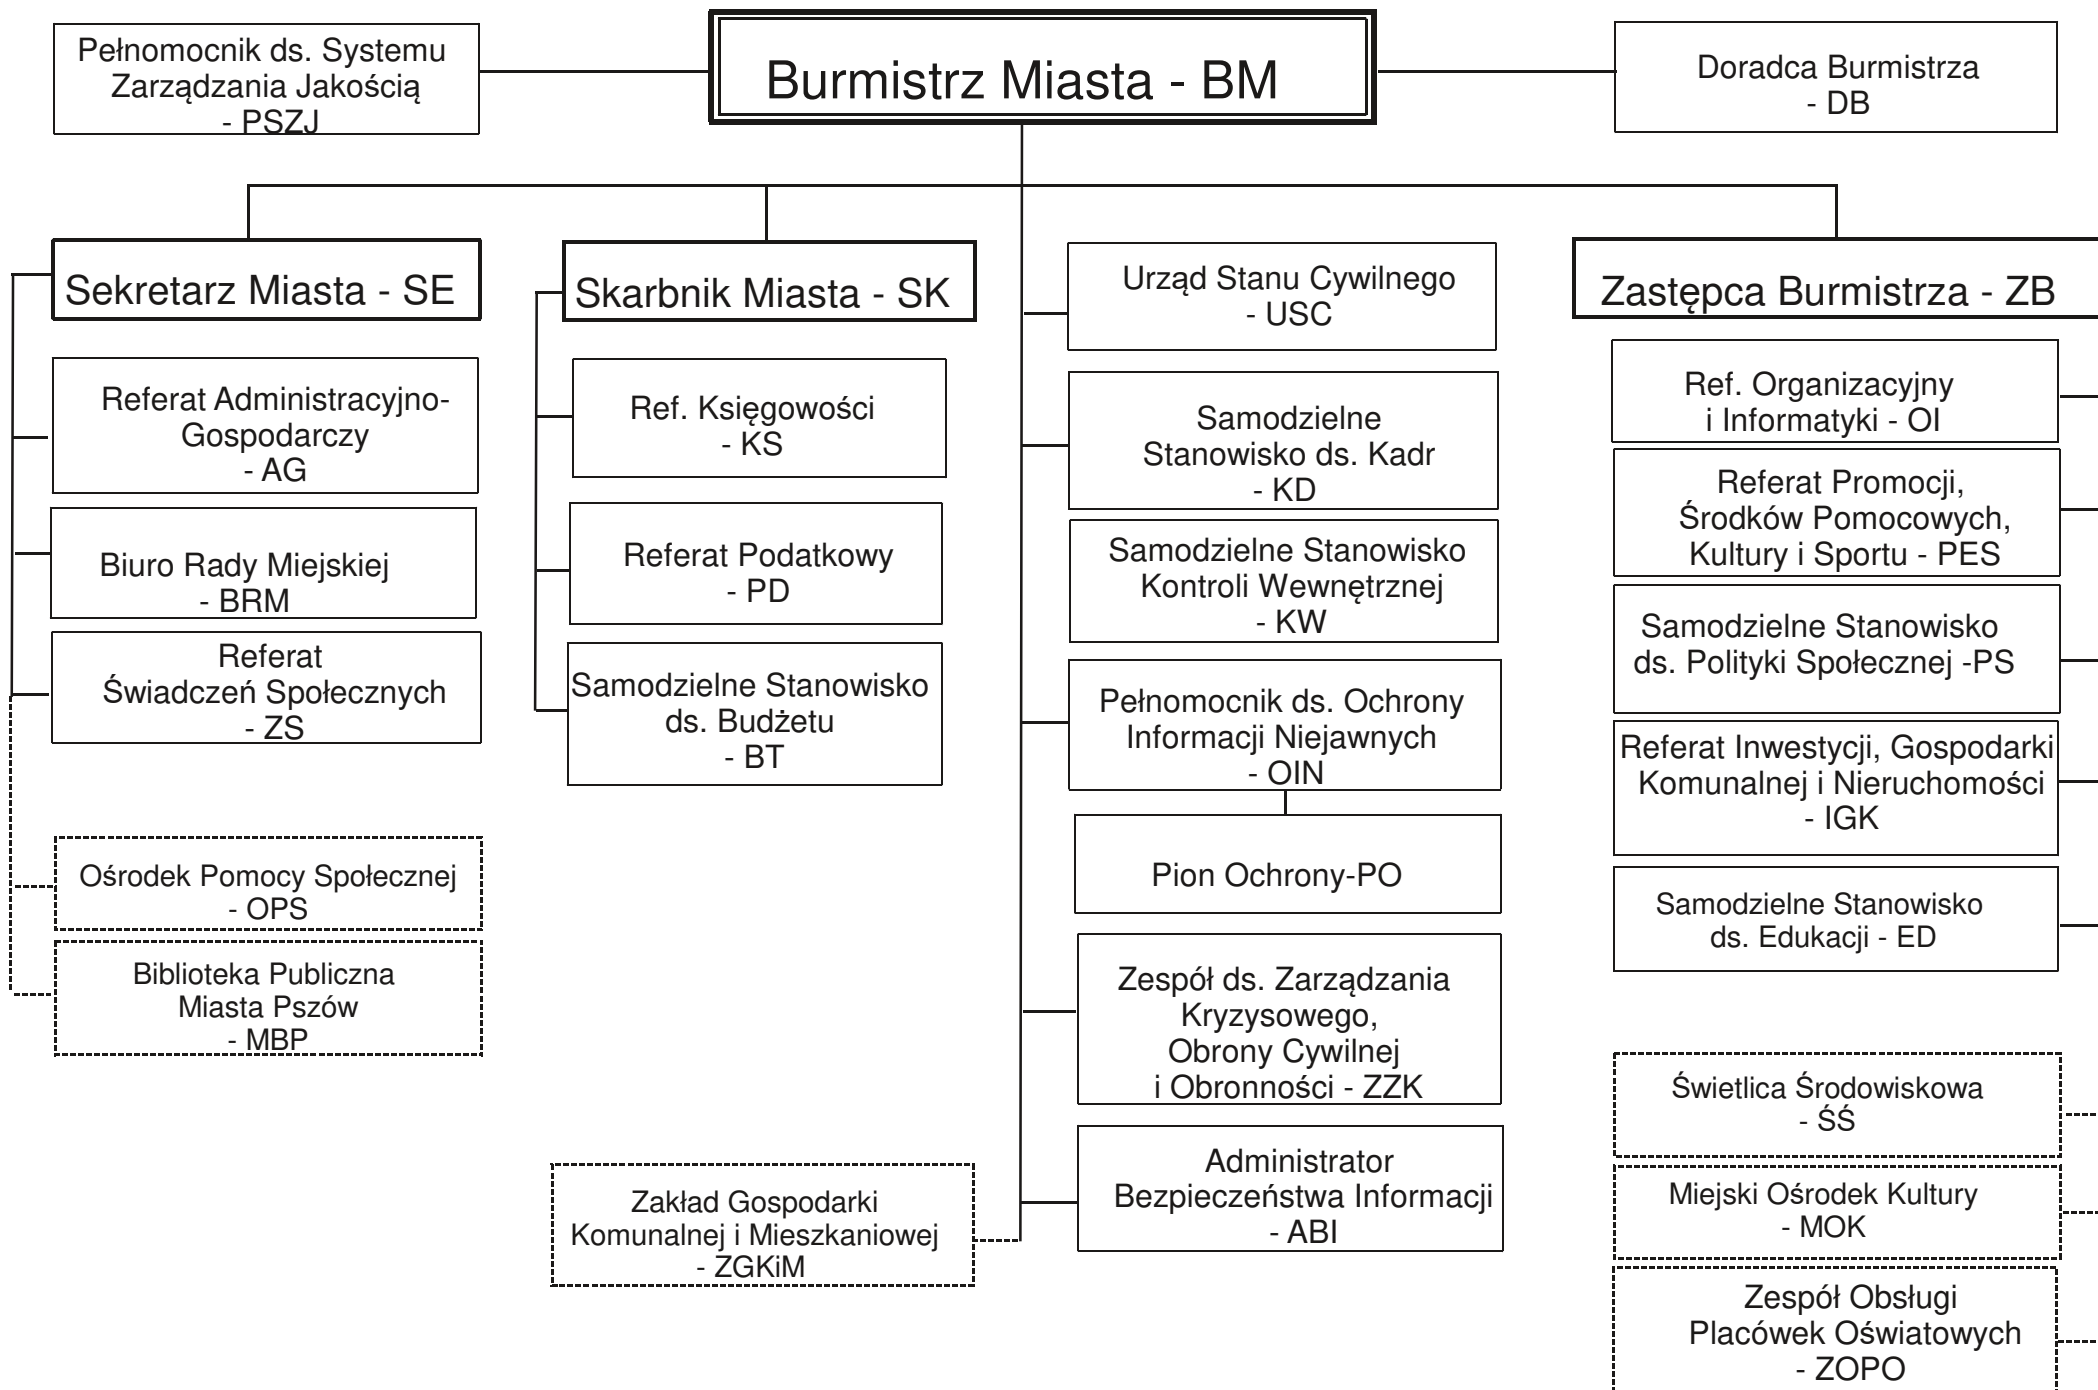 Pełnomocnik ds. Systemu
Zarządzania Jakością
- PSZJ
Burmistrz Miasta - BM
Doradca Burmistrza
- DB
Sekretarz Miasta - SE
Referat Administracyjno-
Gospodarczy
- AG
Biuro Rady Miejskiej
- BRM
Referat
Świadczeń Społecznych
- ZS
Ośrodek Pomocy Społecznej
- OPS
Biblioteka Publiczna
Miasta Pszów
- MBP
Skarbnik Miasta - SK
Ref. Księgowości
- KS
Referat Podatkowy
- PD
Samodzielne Stanowisko
ds. Budżetu
- BT
Zakład Gospodarki
Komunalnej i Mieszkaniowej
- ZGKiM
Urząd Stanu Cywilnego
- USC
Samodzielne
Stanowisko ds. Kadr
- KD
Samodzielne Stanowisko
Kontroli Wewnętrznej
- KW
Pełnomocnik ds. Ochrony
Informacji Niejawnych
- OIN
Pion Ochrony-PO
Zespół ds. Zarządzania
Kryzysowego,
Obrony Cywilnej
i Obronności - ZZK
Administrator
Bezpieczeństwa Informacji
- ABI
Zastępca Burmistrza - ZB
Ref. Organizacyjny
i Informatyki - OI
Referat Promocji,
Środków Pomocowych,
Kultury i Sportu - PES
Samodzielne Stanowisko
ds. Polityki Społecznej -PS
Referat Inwestycji, Gospodarki
Komunalnej i Nieruchomości
- IGK
Samodzielne Stanowisko
ds. Edukacji - ED
Świetlica Środowiskowa
- ŚŚ
Miejski Ośrodek Kultury
- MOK
Zespół Obsługi
Placówek Oświatowych
- ZOPO